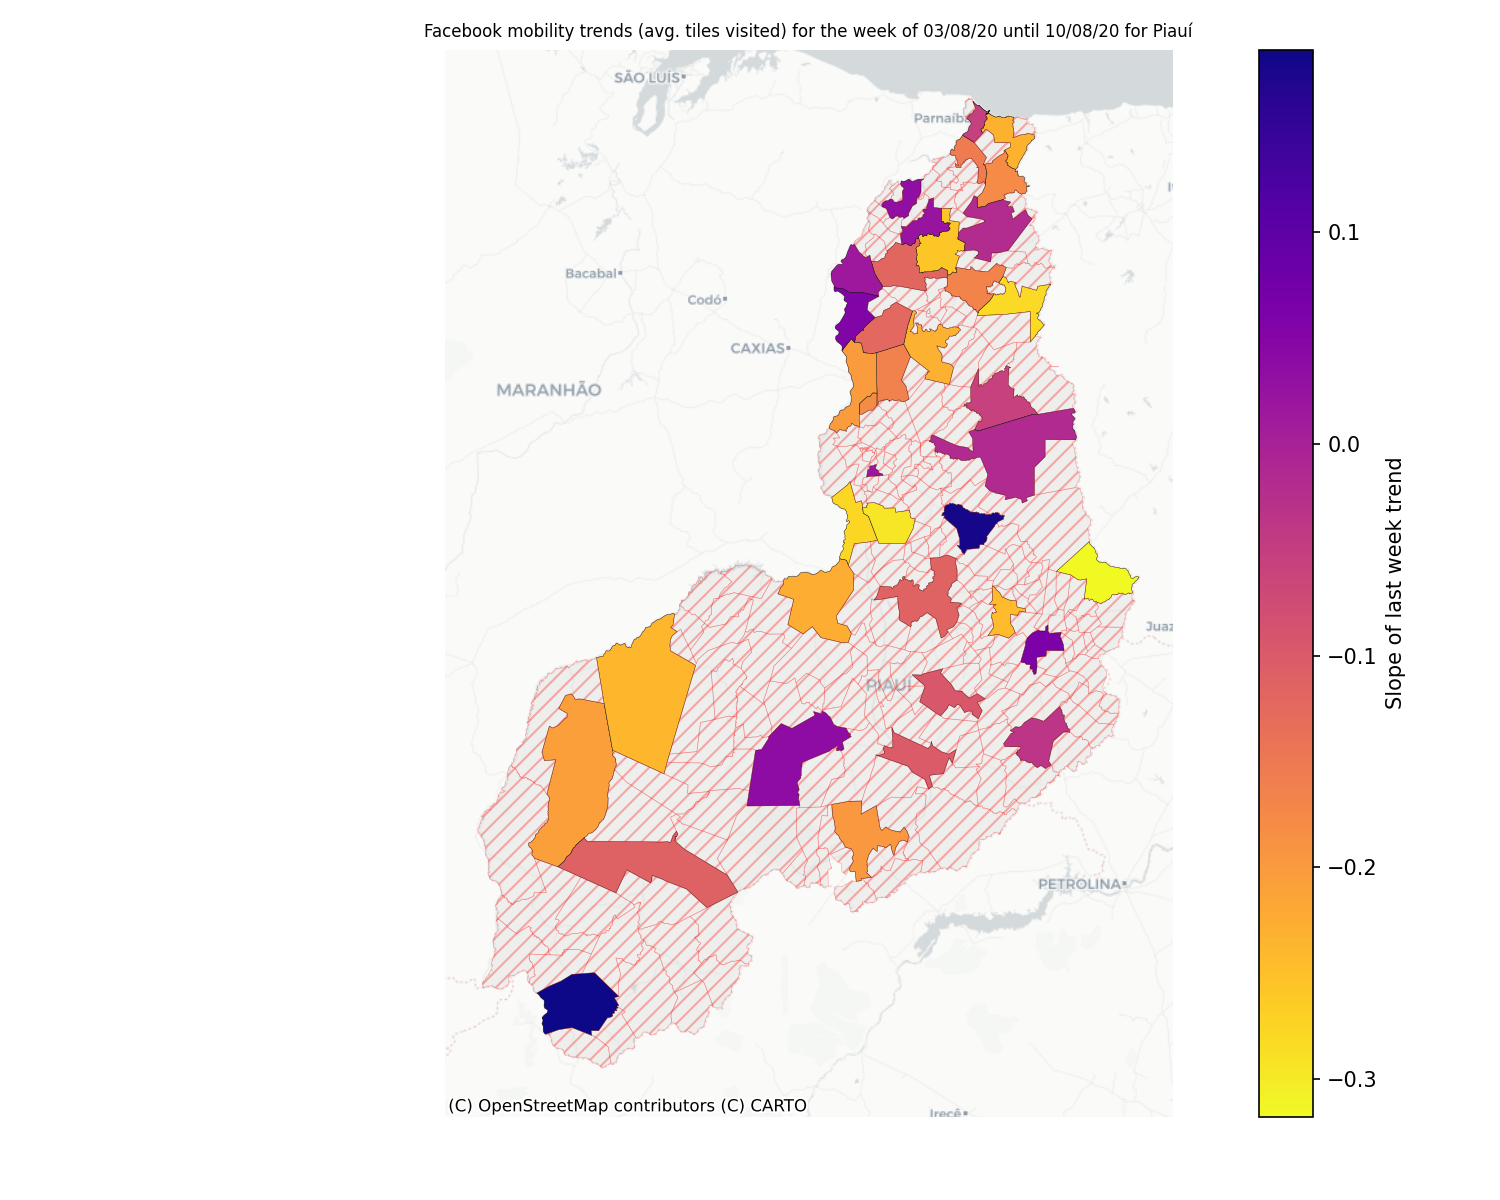 Facebook mobility trends (avg. tiles visited) for the week of 03/08/20 until 10/08/20 for Piauí
SÃO LUÍS
Parnaíba
Bacabal
Codó
CAXIAS
MARANHÃO
Juaz
PIAUÍ
PETROLINA
Irecê
(C) OpenStreetMap contributors (C) CARTO
0.1
0.0
−0.1
−0.2
−0.3
Slope of last week trend